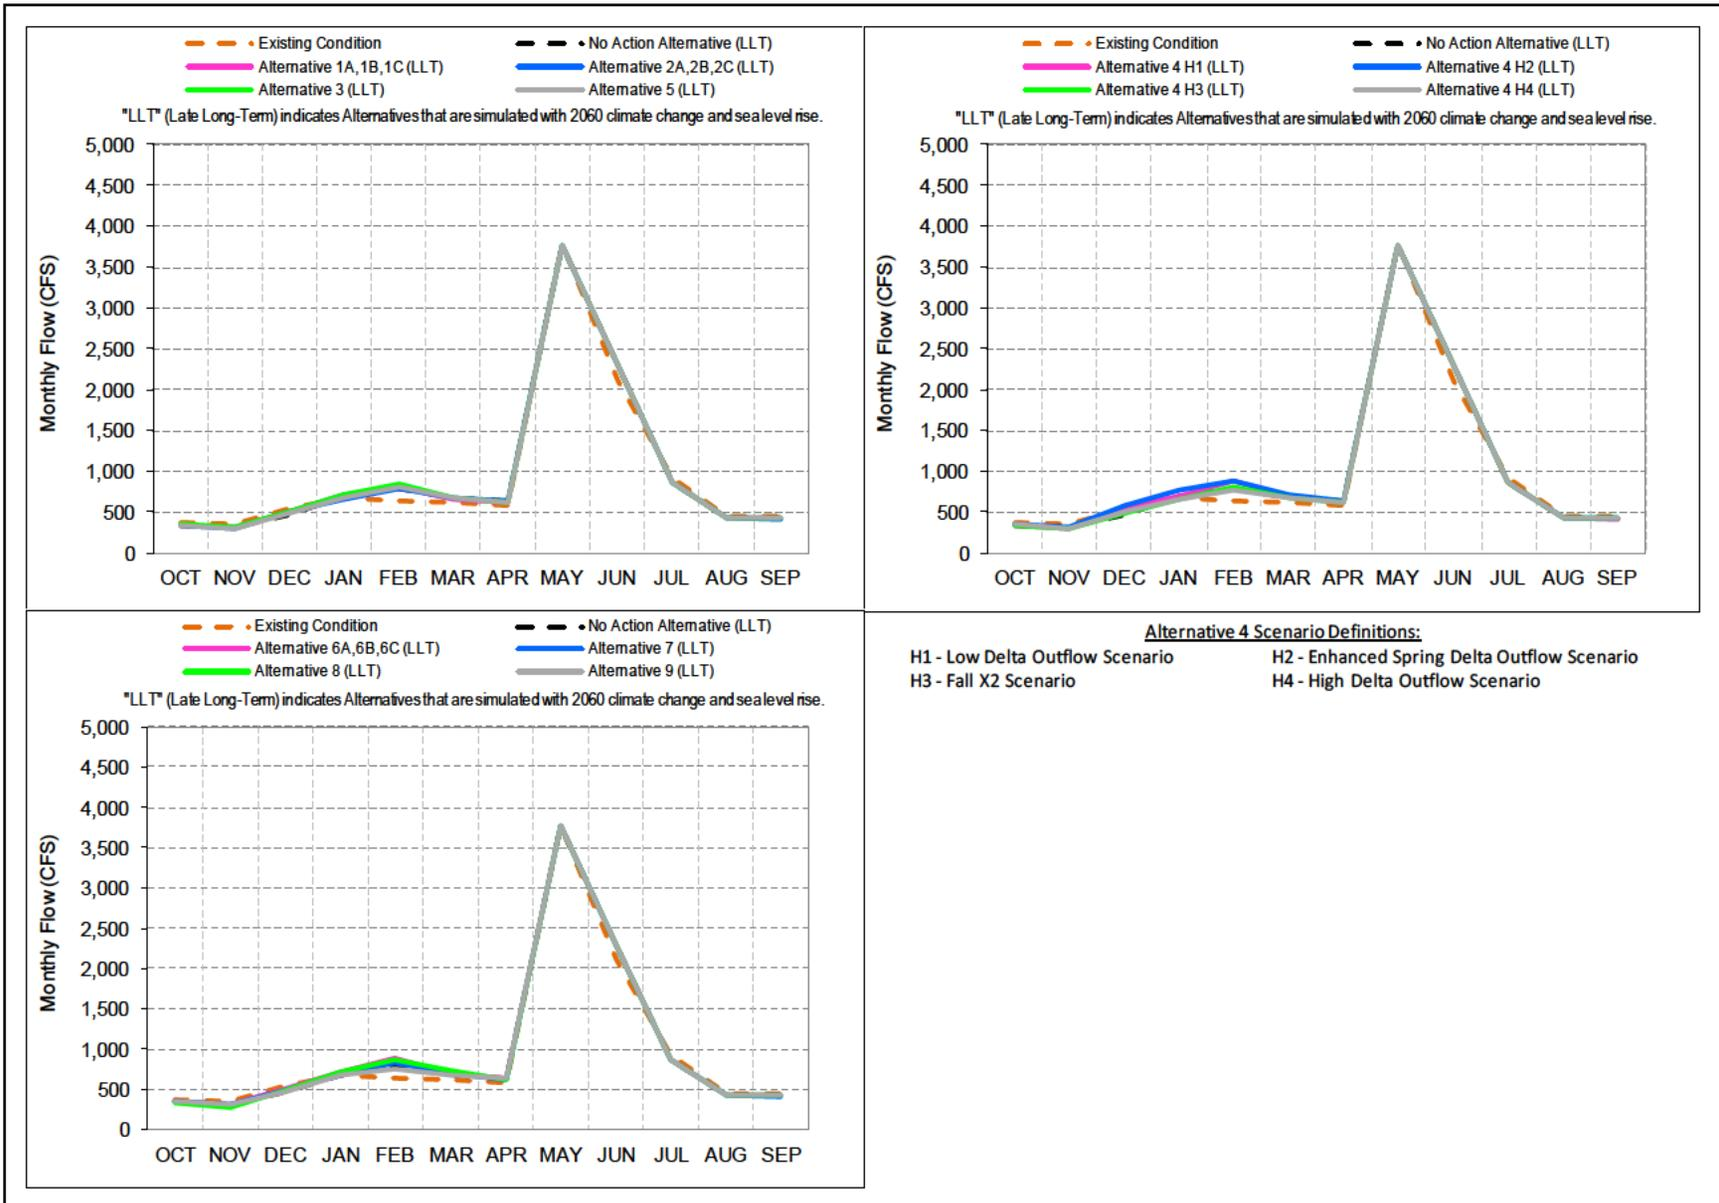 Existing Condition
No Action Alternative (LLT)
Alternative 1A,1B,1C (LLT)
Alternative 2A,2B,2C (LLT)
Alternative 3 (LLT)
Alternative 5 (LLT)
"LLT" (Late Long-Term) indicates Alternatives that are simulated with 2060 climate change and sea level rise.
Monthly Flow (CFS)
5,000
4,500
4,000
3,500
3,000
2,500
2,000
1,500
1,000
500
0
OCT NOV DEC JAN FEB MAR APR MAY JUN JUL AUG SEP
Existing Condition
No Action Alternative (LLT)
Alternative 4 H1 (LLT)
Alternative 4 H2 (LLT)
Alternative 4 H3 (LLT)
Alternative 4 H4 (LLT)
"LLT" (Late Long-Term) indicates Alternatives that are simulated with 2060 climate change and sea level rise.
Monthly Flow (CFS)
5,000
4,500
4,000
3,500
3,000
2,500
2,000
1,500
1,000
500
0
OCT NOV DEC JAN FEB MAR APR MAY JUN JUL AUG SEP
Existing Condition
No Action Alternative (LLT)
Alternative 6A,6B,6C (LLT)
Alternative 7 (LLT)
Alternative 8 (LLT)
Alternative 9 (LLT)
"LLT" (Late Long-Term) indicates Alternatives that are simulated with 2060 climate change and sea level rise.
Monthly Flow (CFS)
5,000
4,500
4,000
3,500
3,000
2,500
2,000
1,500
1,000
500
0
OCT NOV DEC JAN FEB MAR APR MAY JUN JUL AUG SEP
Alternative 4 Scenario Definitions:
H1 - Low Delta Outflow Scenario
H2 - Enhanced Spring Delta Outflow Scenario
H3 - Fall X2 Scenario
H4 - High Delta Outflow Scenario